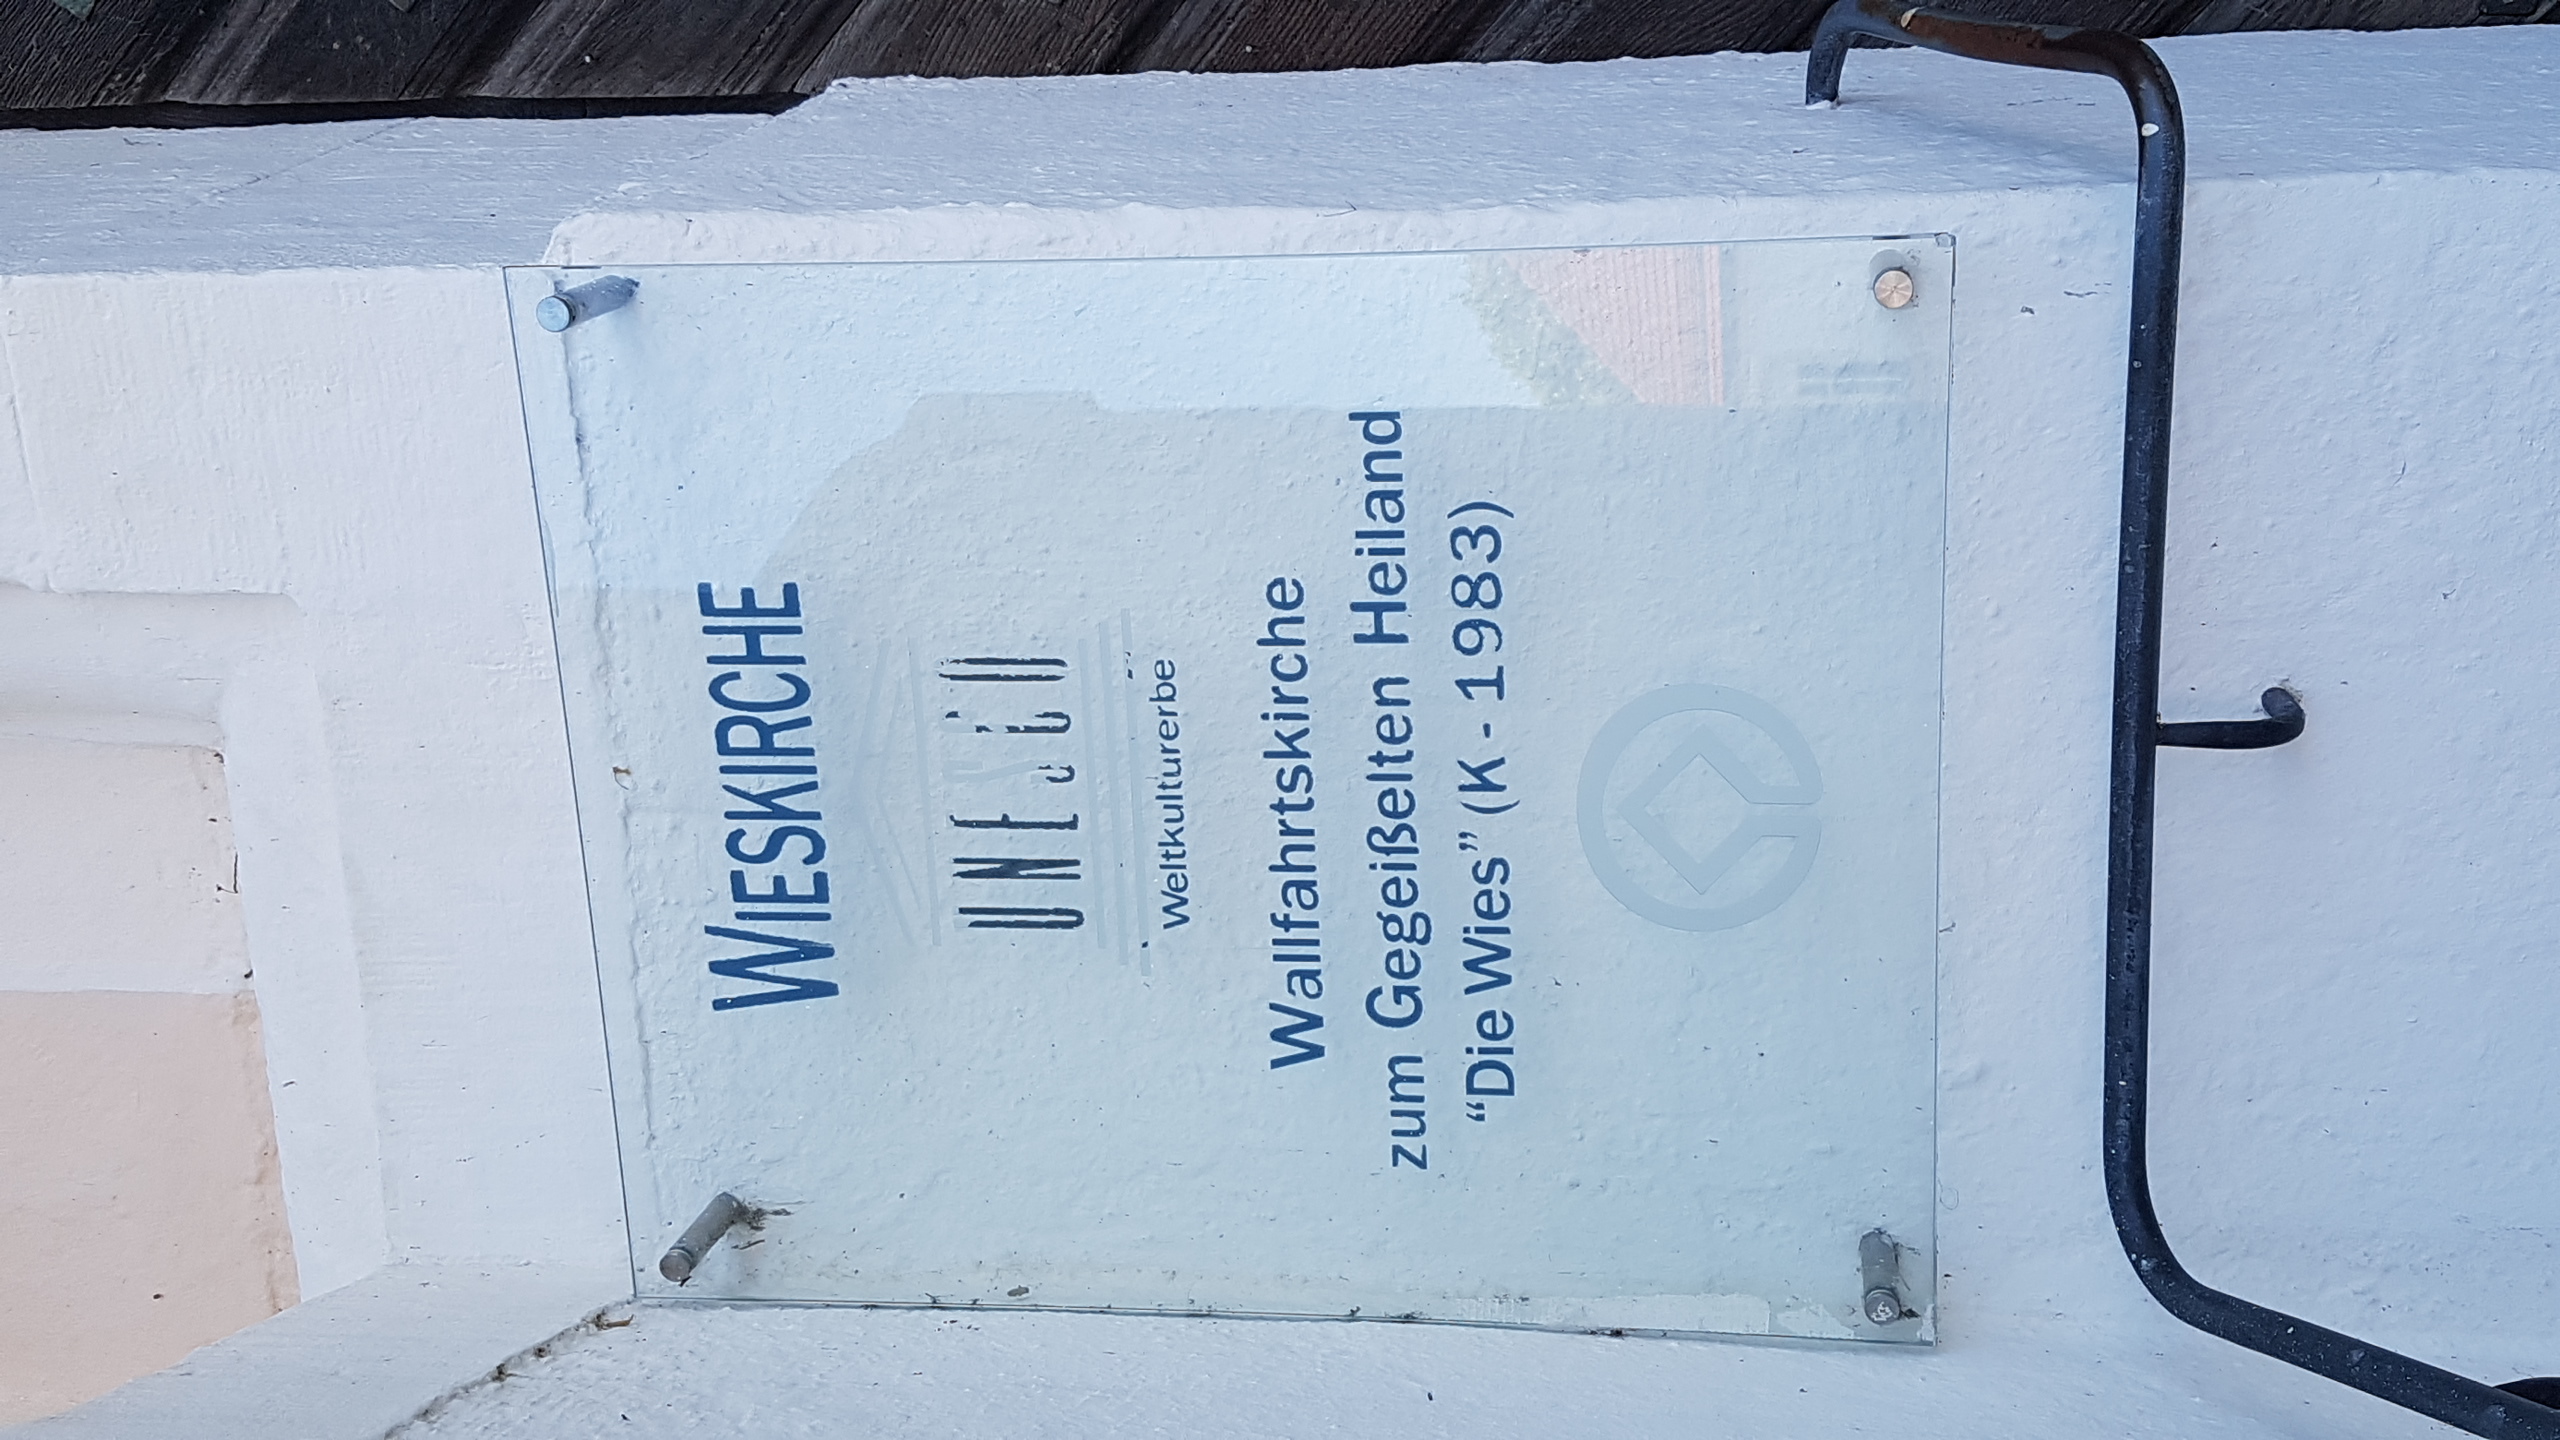 WIESKIRCHE
UNESCO
Weltkulturerbe
Wallfahrtskirche
zum Gegeißelten Heiland
“Die Wies” (K - 1983)